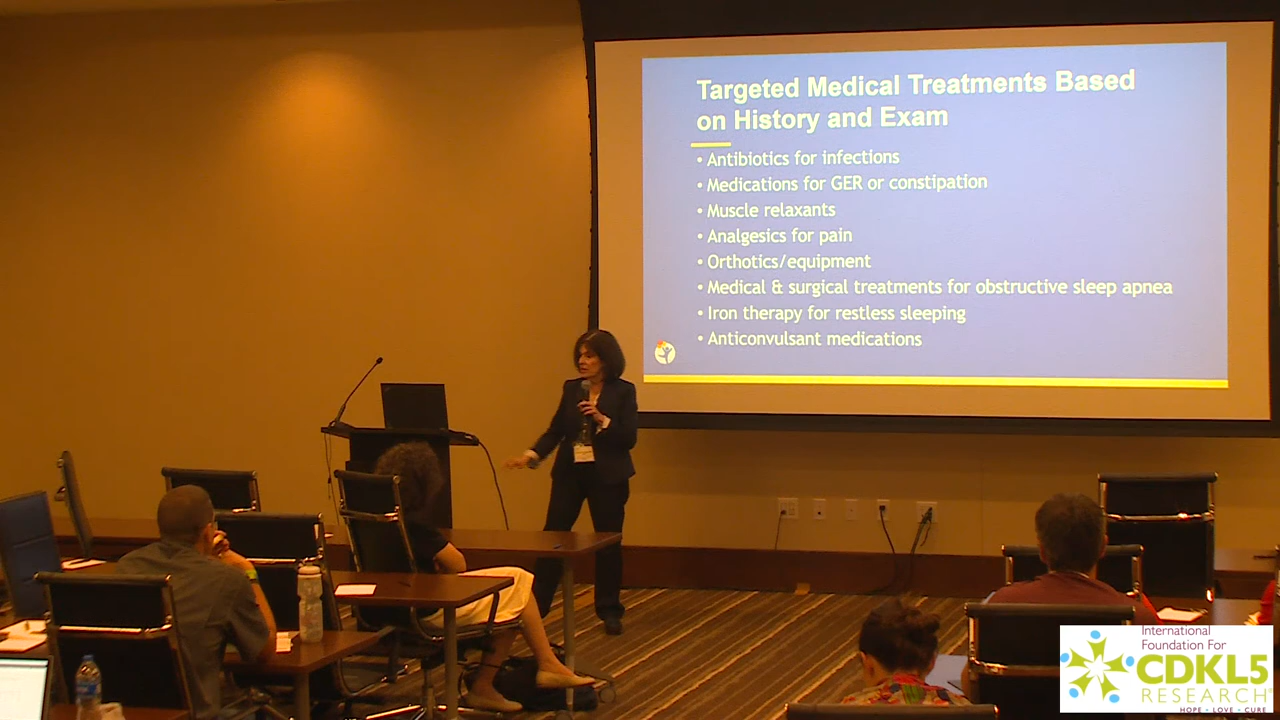 Targeted Medical Treatments Based
on History and Exam
• Antibiotics for infections
• Medications for GER or constipation
• Muscle relaxants
• Analgesics for pain
• Orthotics/equipment
• Medical & surgical treatments for obstructive sleep apnea
• Iron therapy for restless sleeping
• Anticonvulsant medications
International
Foundation For
CDKL5
RESEARCH
HOPE • LOVE • CURE